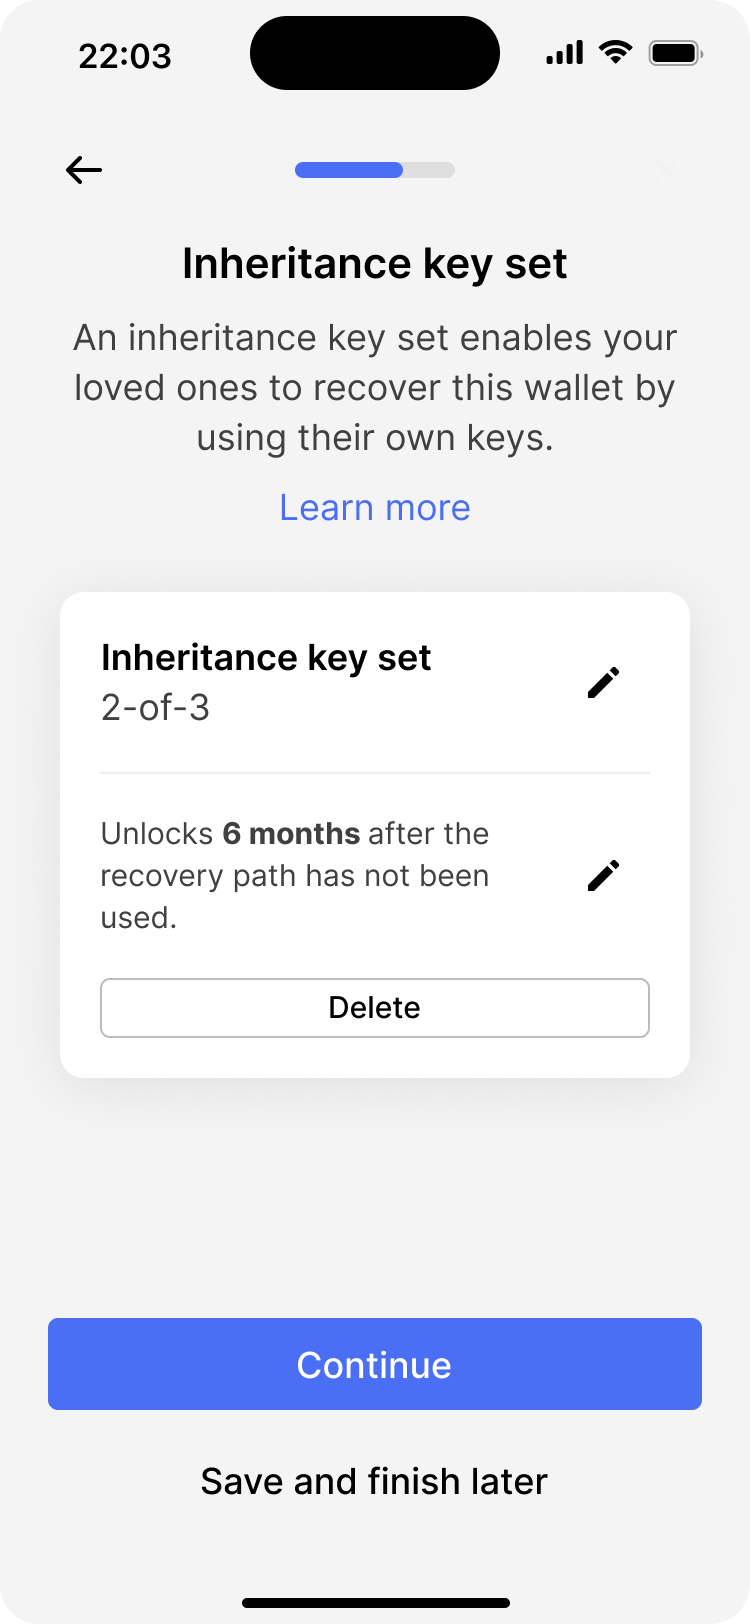 22:03
Inheritance key set
An inheritance key set enables your
loved ones to recover this wallet by
using their own keys.
Learn more
Inheritance key set
2-of-3
Unlocks 6 months after the
recovery path has not been
used.
Delete
Continue
Save and finish later